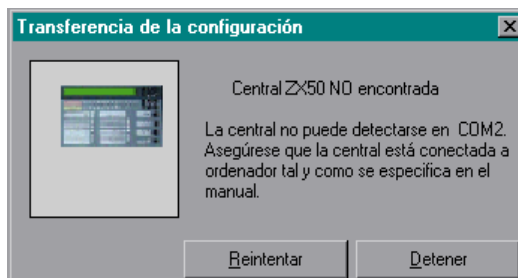 Transferencia de la configuración
Central ZX50 NO encontrada
La central no puede detectarse en COM2.
Asegúrese que la central está conectada a
ordenador tal y como se especifica en el
manual.
Reintentar
Detener